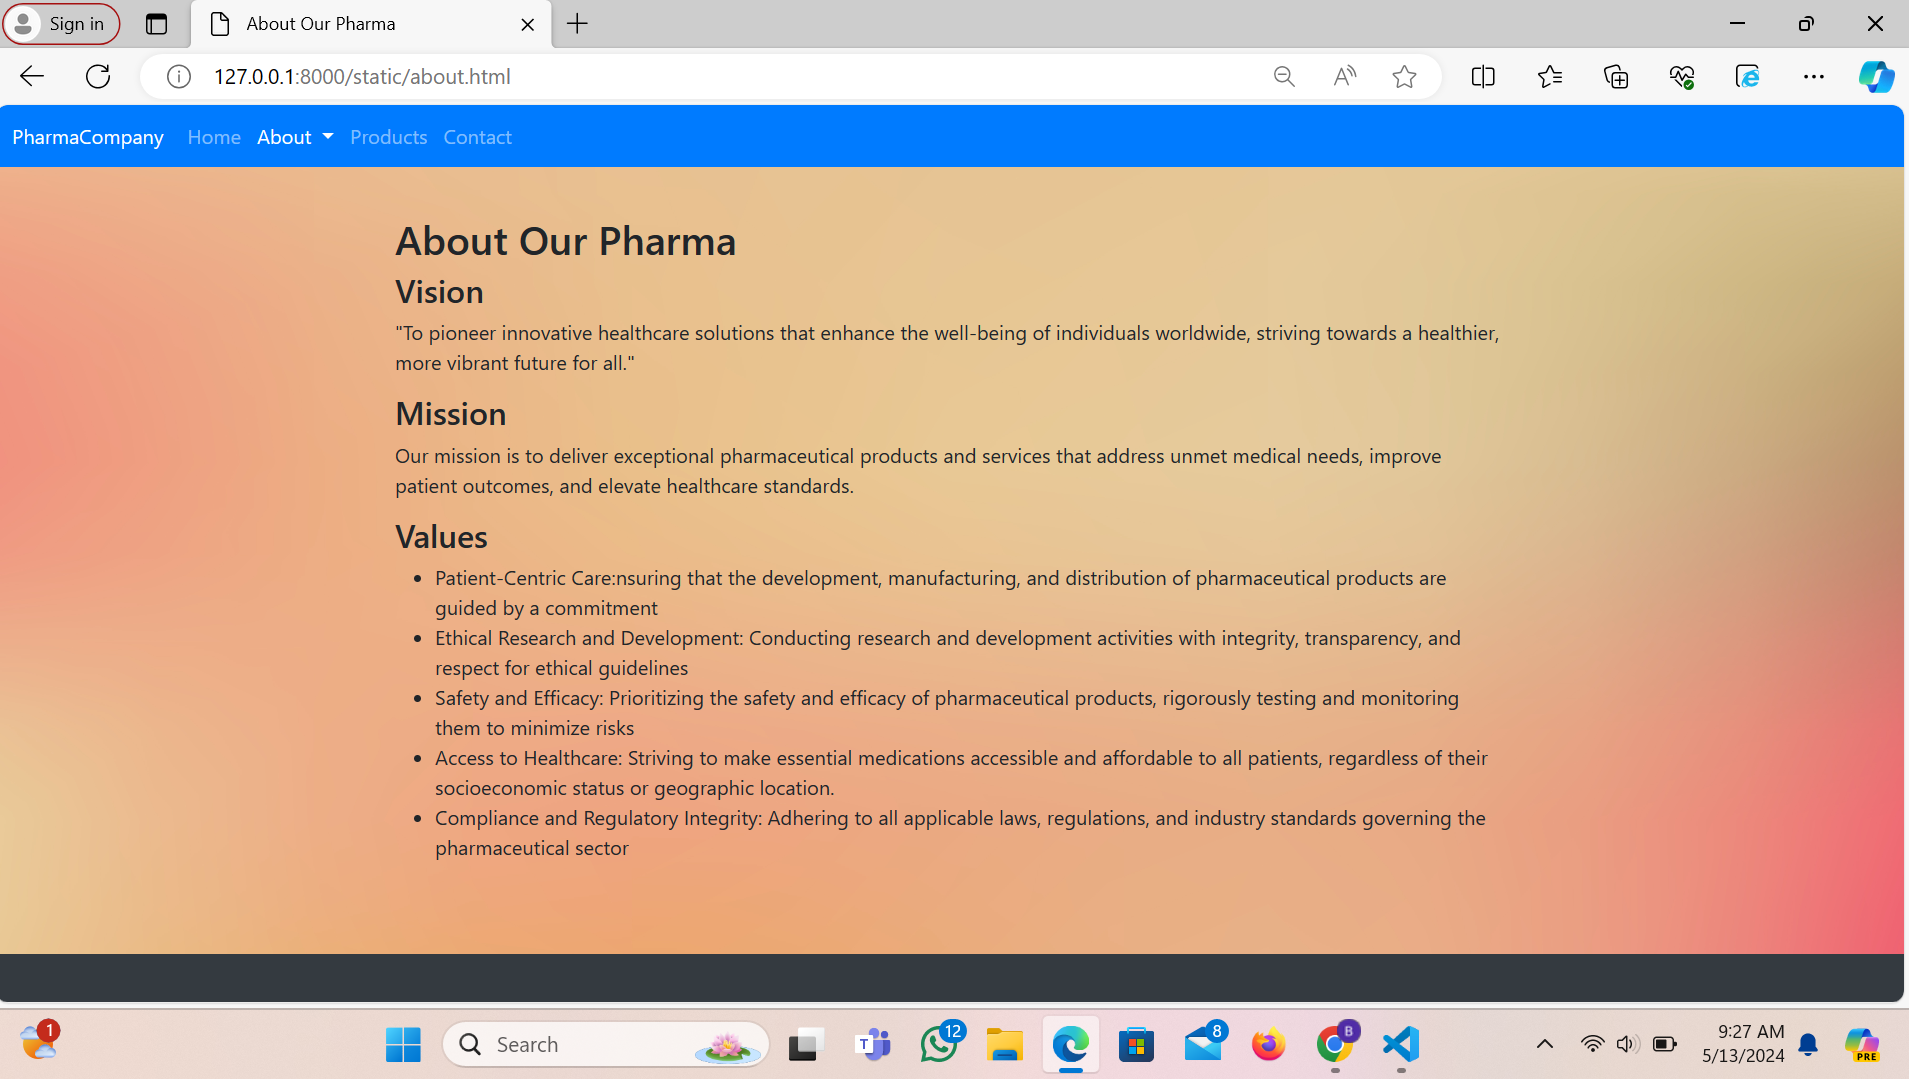 Sign in
About Our Pharma
127.0.0.1:8000/static/about.html
PharmaCompany Home About Products Contact
About Our Pharma
Vision
"To pioneer innovative healthcare solutions that enhance the well-being of individuals worldwide, striving towards a healthier,
more vibrant future for all."
Mission
Our mission is to deliver exceptional pharmaceutical products and services that address unmet medical needs, improve
patient outcomes, and elevate healthcare standards.
Values
Patient-Centric Care:nsuring that the development, manufacturing, and distribution of pharmaceutical products are
guided by a commitment
Ethical Research and Development: Conducting research and development activities with integrity, transparency, and
respect for ethical guidelines
Safety and Efficacy: Prioritizing the safety and efficacy of pharmaceutical products, rigorously testing and monitoring
them to minimize risks
Access to Healthcare: Striving to make essential medications accessible and affordable to all patients, regardless of their
socioeconomic status or geographic location.
Compliance and Regulatory Integrity: Adhering to all applicable laws, regulations, and industry standards governing the
pharmaceutical sector
1
Search
T
12
8
B
9:27 AM
5/13/2024
PRE